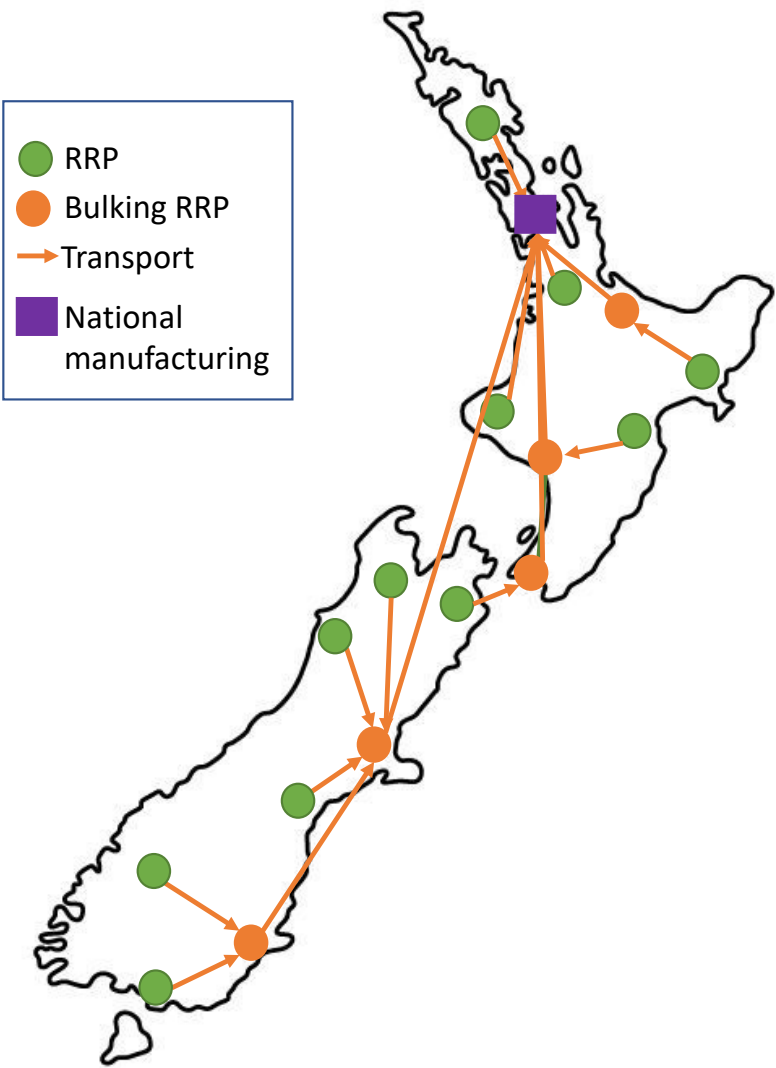 RRP
Bulking RRP
Transport
National
manufacturing